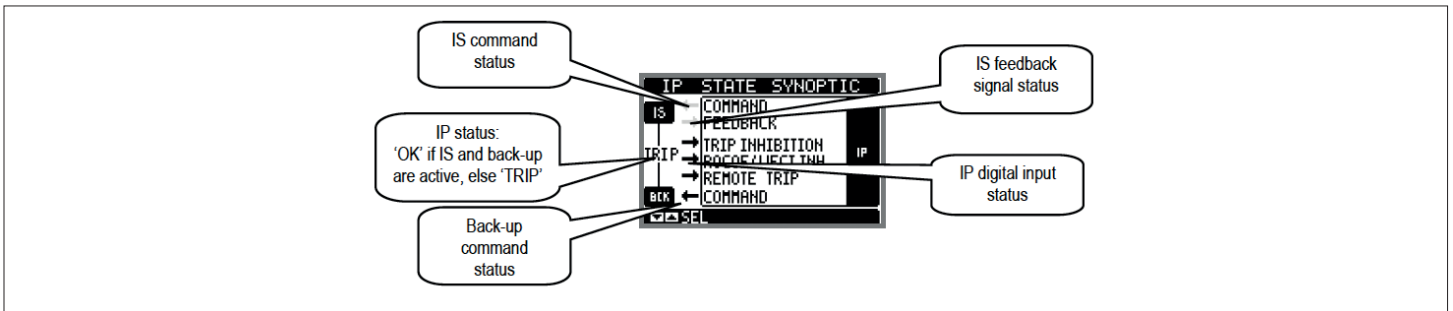 IS command
status
IP status:
‘OK’ if IS and back-up
are active, else ‘TRIP’
Back-up
command
status
IP STATE SYNOPTIC
IS
COMMAND
FEEDBACK
TRIP INHIBITION
TRIP
IP
REMOTE TRIP
BCK
COMMAND
SEL
IS feedback
signal status
IP digital input
status